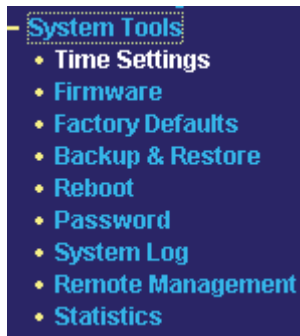 – System Tools
• Time Settings
• Firmware
• Factory Defaults
• Backup & Restore
• Reboot
• Password
• System Log
• Remote Management
• Statistics